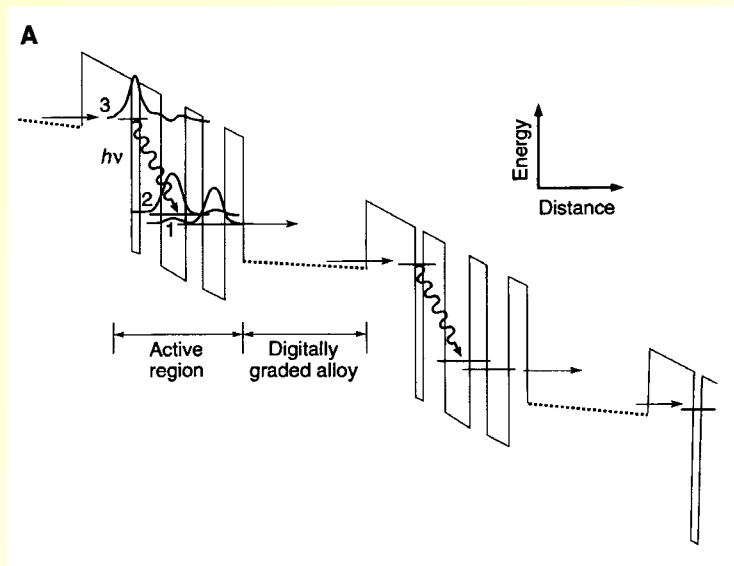 A
3
hν
2
1
Energy
Distance
Active
region
Digitally
graded alloy